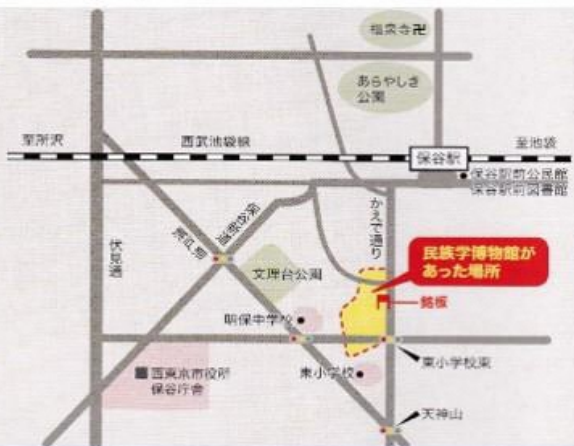 福泉寺卍
あらやしき
公園
至所沢
西武池袋線
保谷駅
至池袋
保谷駅前公民館
保谷駅前図書館
かえで通り
伏見通
文理台公園
民族学博物館が
あった場所
銘板
明保中学校
東小学校東
東小学校
西東京市役所
保谷庁舎
天神山